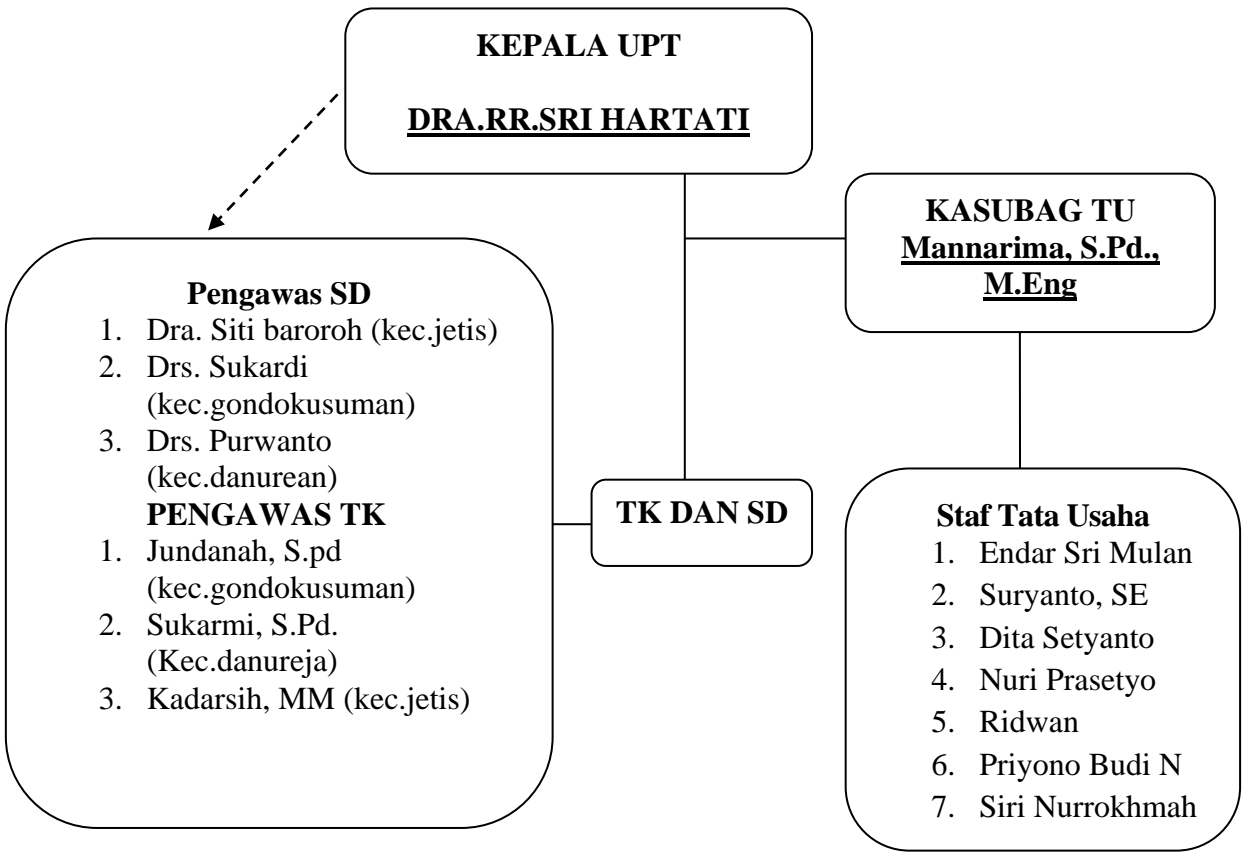 KEPALA UPT
DRA.RR.SRI HARTATI
KASUBAG TU
Mannarima, S.Pd.,
M.Eng
Pengawas SD
1. Dra. Siti baroroh (kec.jetis)
2. Drs. Sukardi
(kec.gondokusuman)
3. Drs. Purwanto
(kec.danurean)
PENGAWAS TK
1. Jundanah, S.pd
(kec.gondokusuman)
2. Sukarmi, S.Pd.
(Kec.danureja)
3. Kadarsih, MM (kec.jetis)
TK DAN SD
Staf Tata Usaha
1. Endar Sri Mulan
2. Suryanto, SE
3. Dita Setyanto
4. Nuri Prasetyo
5. Ridwan
6. Priyono Budi N
7. Siri Nurrokhmah